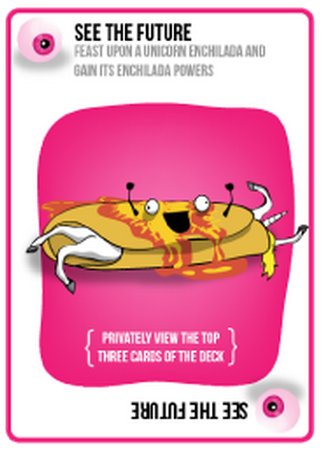 SEE THE FUTURE
FEAST UPON A UNICORN ENCHILADA AND
GAIN ITS ENCHILADA POWERS
PRIVATELY VIEW THE TOP
THREE CARDS OF THE DECK
SEE THE FUTURE